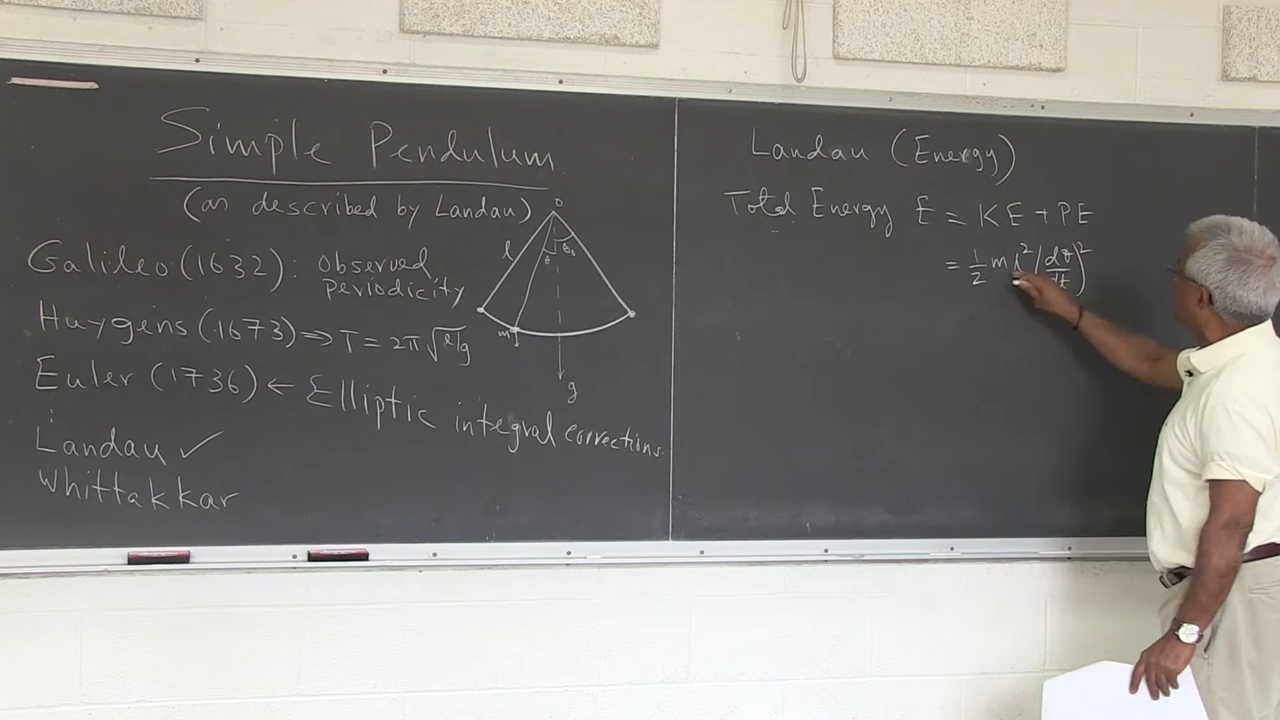 Simple Pendulum
(as described by Landau)
Galileo (1632): observed
periodicity
Huygens (1673) ⇒ T = 2π√l/g
Euler (1736) ← Elliptic integral corrections.
⋮
Landau ✓
Whittakkar
O
l
θ θ₀
m
g
Landau (Energy)
Total Energy E = KE + PE
= 1/2 m l² (dθ/dt)²